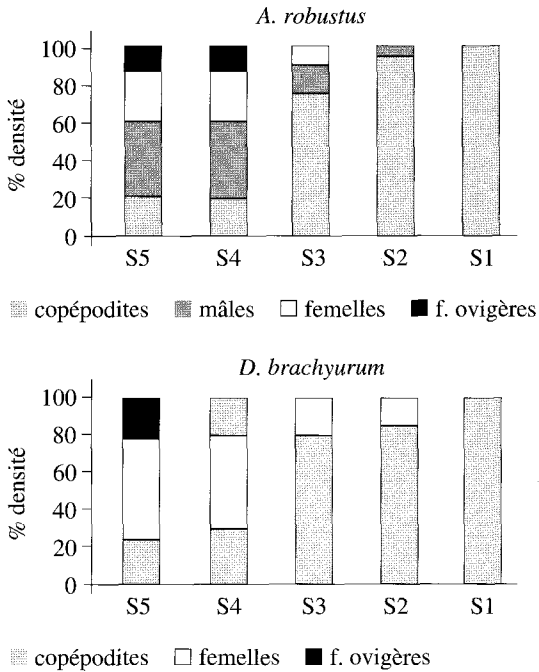 A. robustus
100
80
60
40
20
0
% densité
S5 S4 S3 S2 S1
copépodites mâles femelles f. ovigères
D. brachyurum
100
80
60
40
20
0
% densité
S5 S4 S3 S2 S1
copépodites femelles f. ovigères